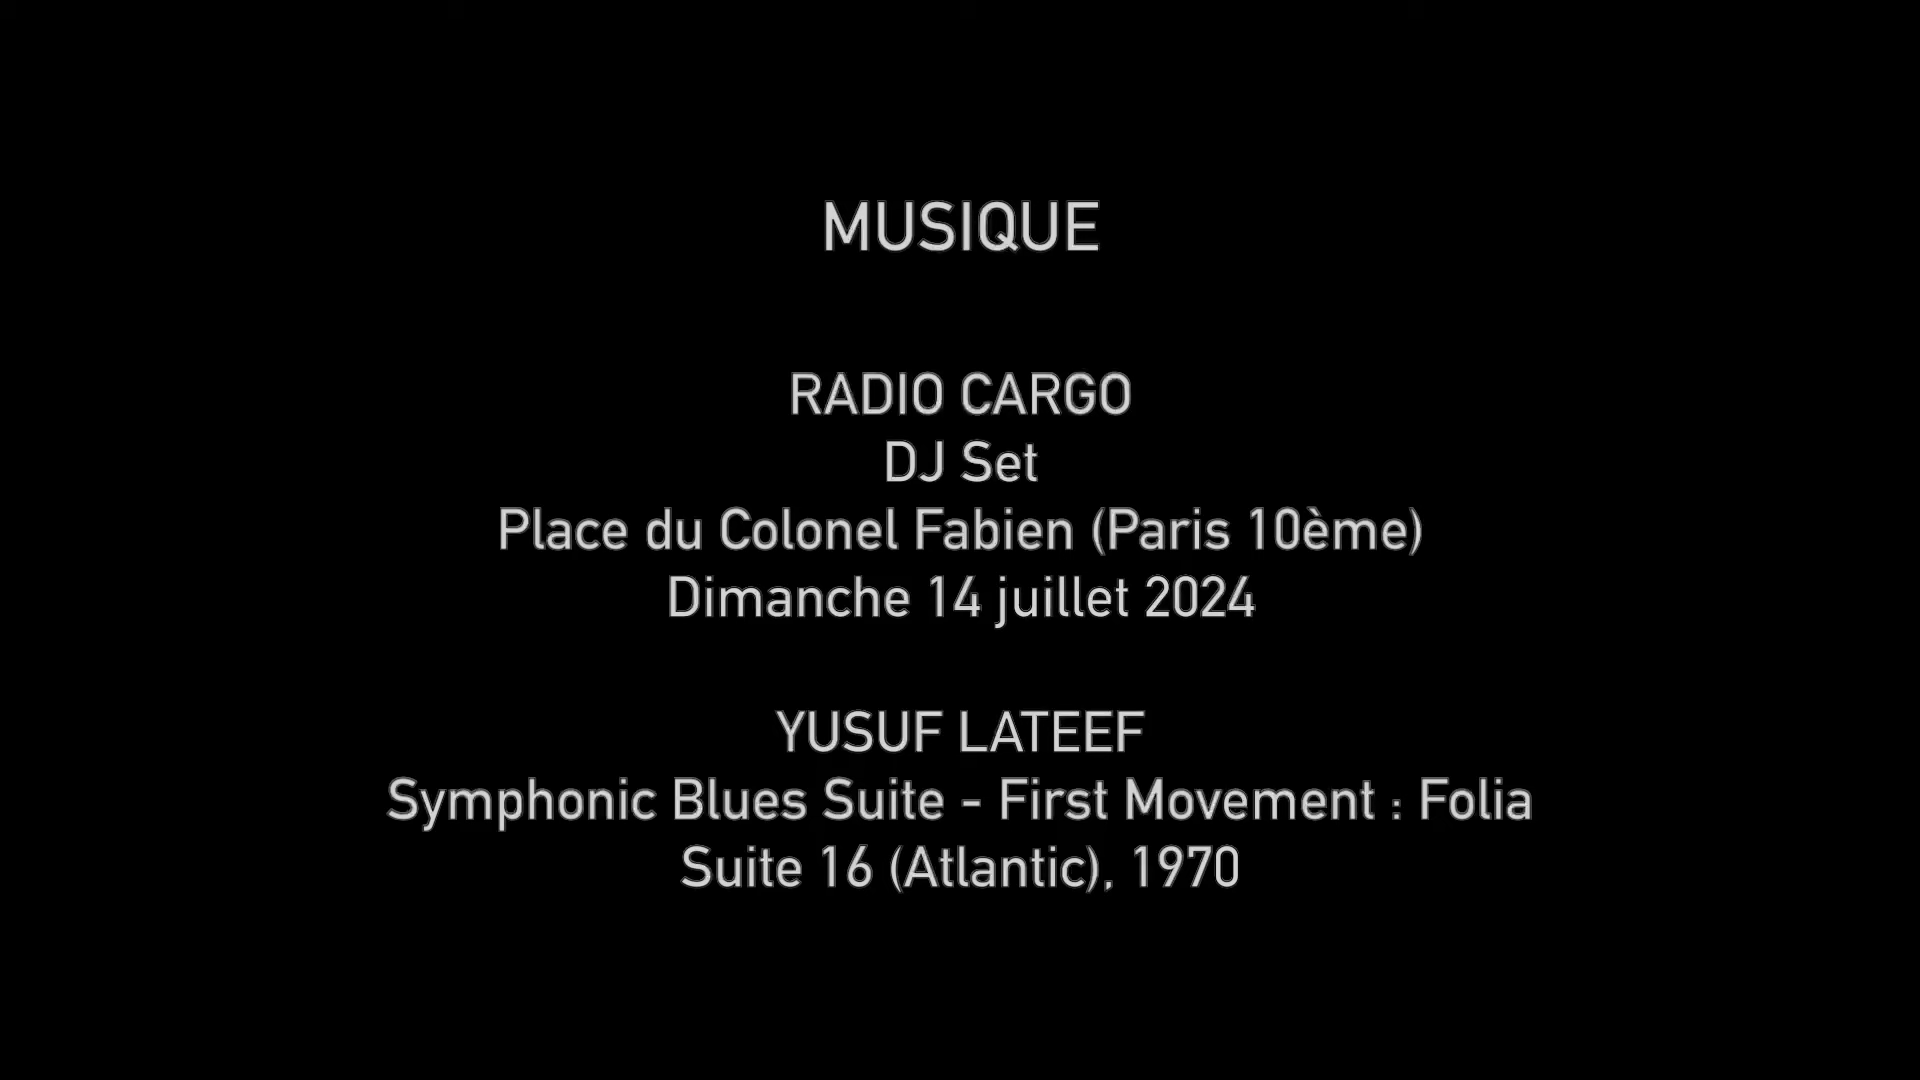 MUSIQUE
RADIO CARGO
DJ Set
Place du Colonel Fabien (Paris 10ème)
Dimanche 14 juillet 2024
YUSUF LATEEF
Symphonic Blues Suite - First Movement : Folia
Suite 16 (Atlantic), 1970